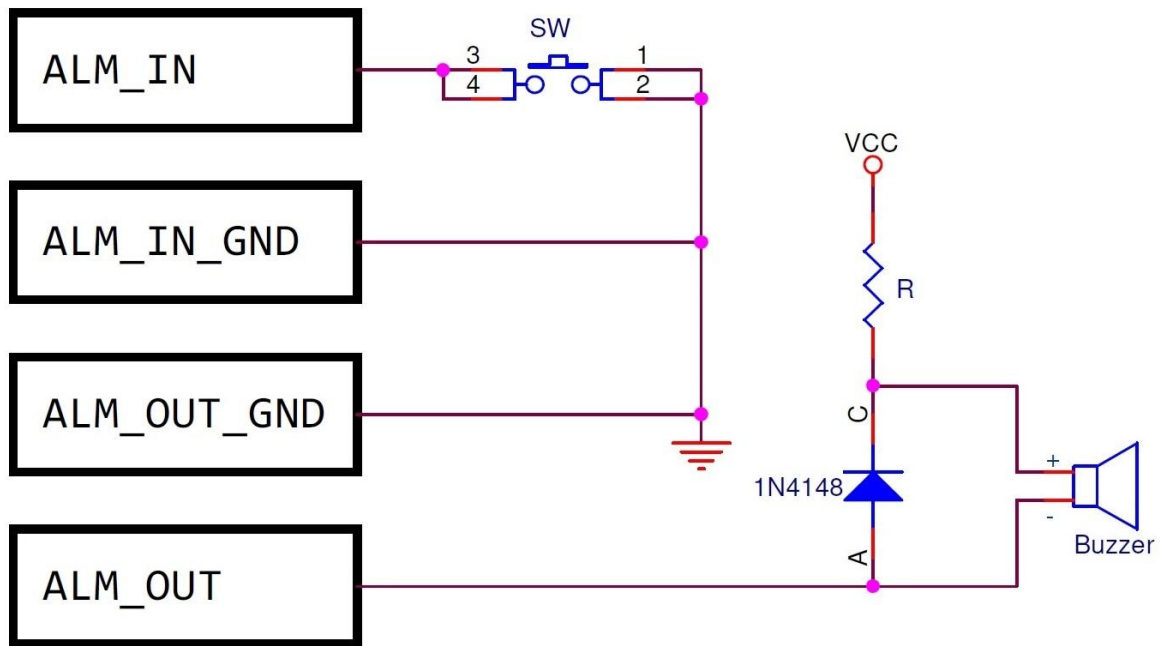 SW
ALM_IN
3
1
4
2
VCC
ALM_IN_GND
R
ALM_OUT_GND
C
+
1N4148
-
Buzzer
A
ALM_OUT